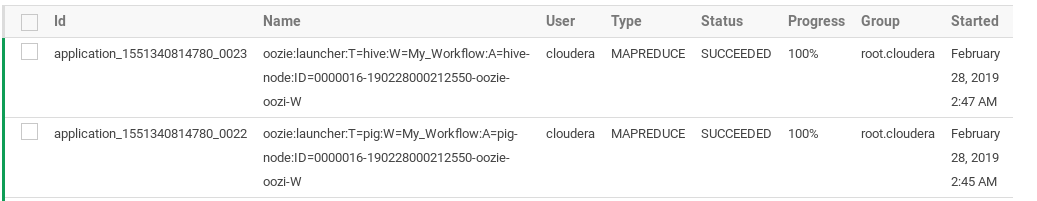 Id Name User Type Status Progress Group Started
application_1551340814780_0023 oozie:launcher:T=hive:W=My_Workflow:A=hive- cloudera MAPREDUCE SUCCEEDED 100% root.cloudera February
node:ID=0000016-190228000212550-oozie- 28, 2019
oozi-W 2:47 AM
application_1551340814780_0022 oozie:launcher:T=pig:W=My_Workflow:A=pig- cloudera MAPREDUCE SUCCEEDED 100% root.cloudera February
node:ID=0000016-190228000212550-oozie- 28, 2019
oozi-W 2:45 AM